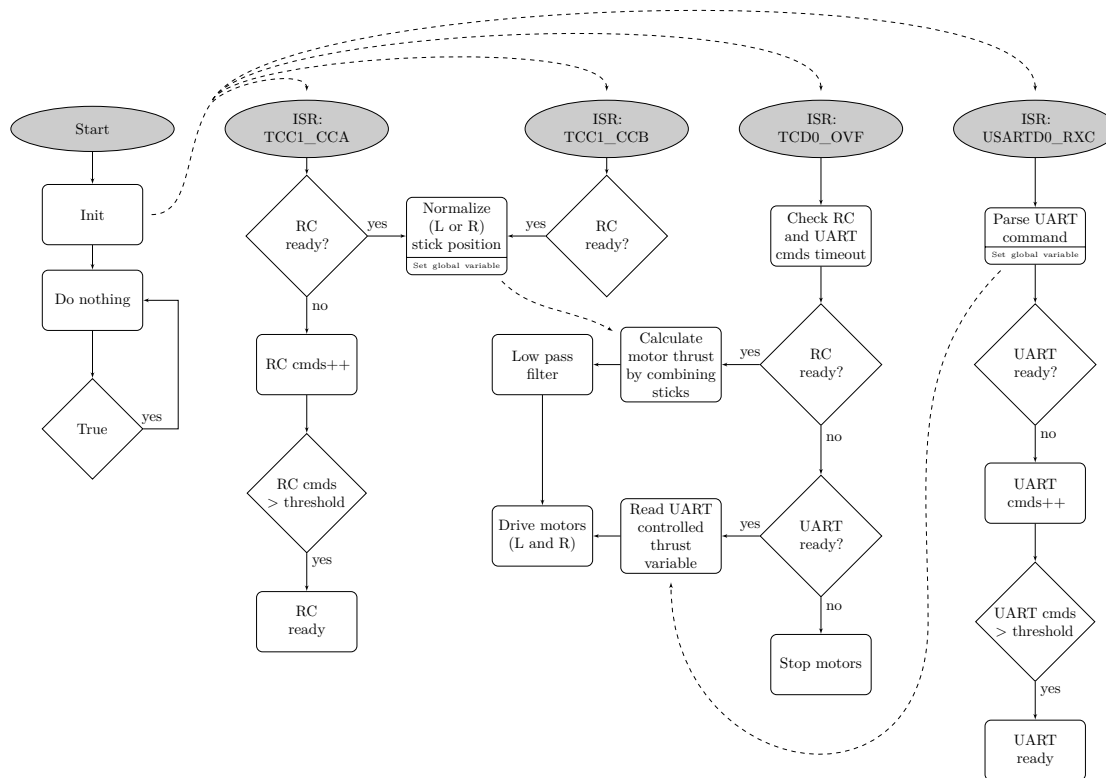 Start
Init
Do nothing
True
yes
ISR:
TCC1_CCA
RC
ready?
yes
no
RC cmds++
RC cmds
> threshold
yes
RC
ready
Normalize
(L or R)
stick position
Set global variable
ISR:
TCC1_CCB
RC
ready?
yes
Low pass
filter
Drive motors
(L and R)
Calculate
motor thrust
by combining
sticks
Read UART
controlled
thrust
variable
ISR:
TCD0_OVF
Check RC
and UART
cmds timeout
RC
ready?
yes
no
UART
ready?
yes
no
Stop motors
ISR:
USARTD0_RXC
Parse UART
command
Set global variable
UART
ready?
no
UART
cmds++
UART cmds
> threshold
yes
UART
ready